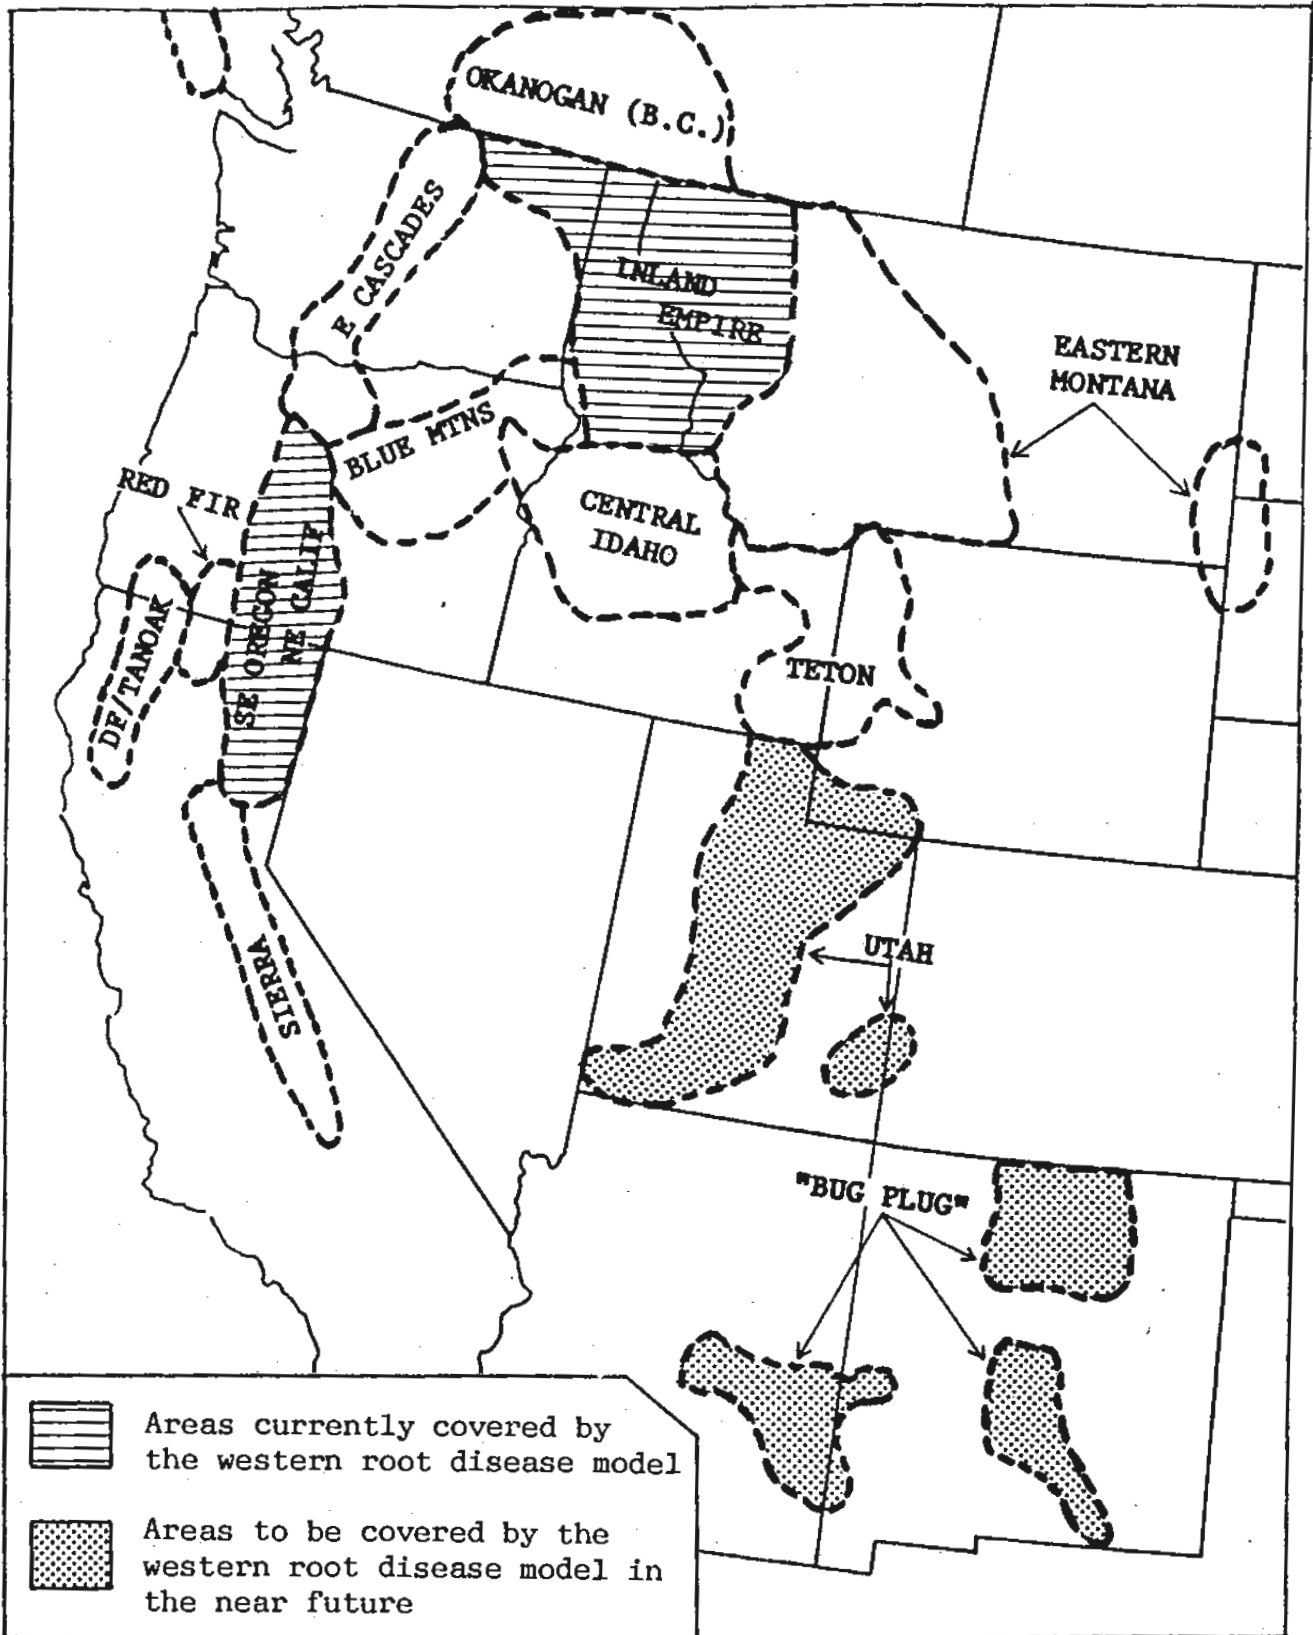 OKANOGAN (B.C.)
E CASCADES
INLAND
EMPIRE
EASTERN
MONTANA
BLUE MTNS
RED FIR
CENTRAL
IDAHO
SE OREGON
NE CALIF
DF/TANOAK
TETON
UTAH
SIERRA
"BUG PLUG"
Areas currently covered by
the western root disease model
Areas to be covered by the
western root disease model in
the near future